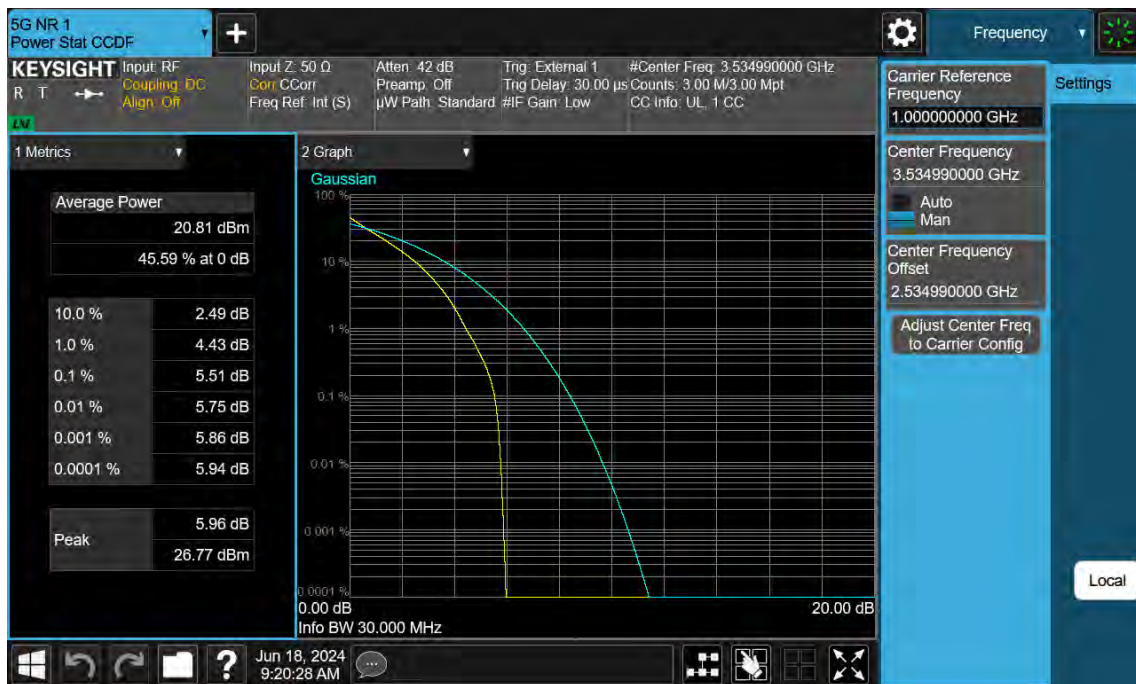 5G NR 1
Power Stat CCDF
Frequency
KEYSIGHT
R T
LXI
Input: RF
Coupling: DC
Align: Off
Input Z: 50 Ω
Corr CCorr
Freq Ref: Int (S)
Atten: 42 dB
Preamp: Off
µW Path: Standard
Trig: External 1
Trig Delay: 30.00 µs
#IF Gain: Low
#Center Freq: 3.534990000 GHz
Counts: 3.00 M/3.00 Mpt
CC Info: UL, 1 CC
1 Metrics
Average Power
20.81 dBm
45.59 % at 0 dB
10.0 % 2.49 dB
1.0 % 4.43 dB
0.1 % 5.51 dB
0.01 % 5.75 dB
0.001 % 5.86 dB
0.0001 % 5.94 dB
Peak
5.96 dB
26.77 dBm
2 Graph
Gaussian
100 %
10 %
1 %
0.1 %
0.01 %
0.001 %
0.0001 %
0.00 dB
20.00 dB
Info BW 30.000 MHz
Carrier Reference
Frequency
1.000000000 GHz
Center Frequency
3.534990000 GHz
Auto
Man
Center Frequency
Offset
2.534990000 GHz
Adjust Center Freq
to Carrier Config
Settings
Local
?
Jun 18, 2024
9:20:28 AM